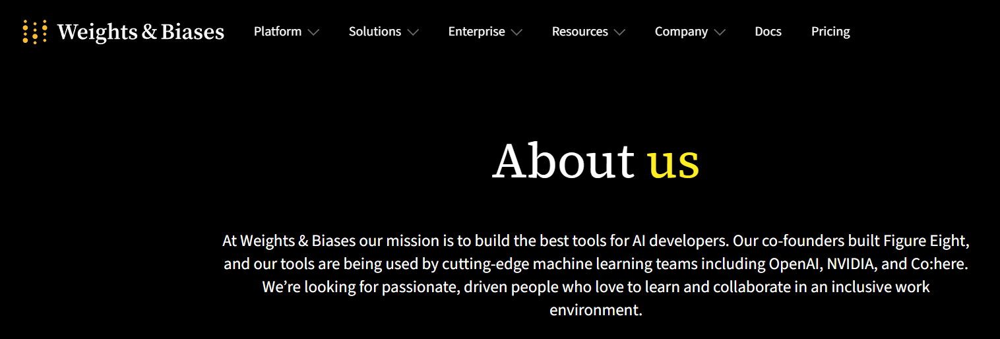 Weights & Biases Platform Solutions Enterprise Resources Company Docs Pricing
About us
At Weights & Biases our mission is to build the best tools for AI developers. Our co-founders built Figure Eight,
and our tools are being used by cutting-edge machine learning teams including OpenAI, NVIDIA, and Co:here.
We’re looking for passionate, driven people who love to learn and collaborate in an inclusive work
environment.